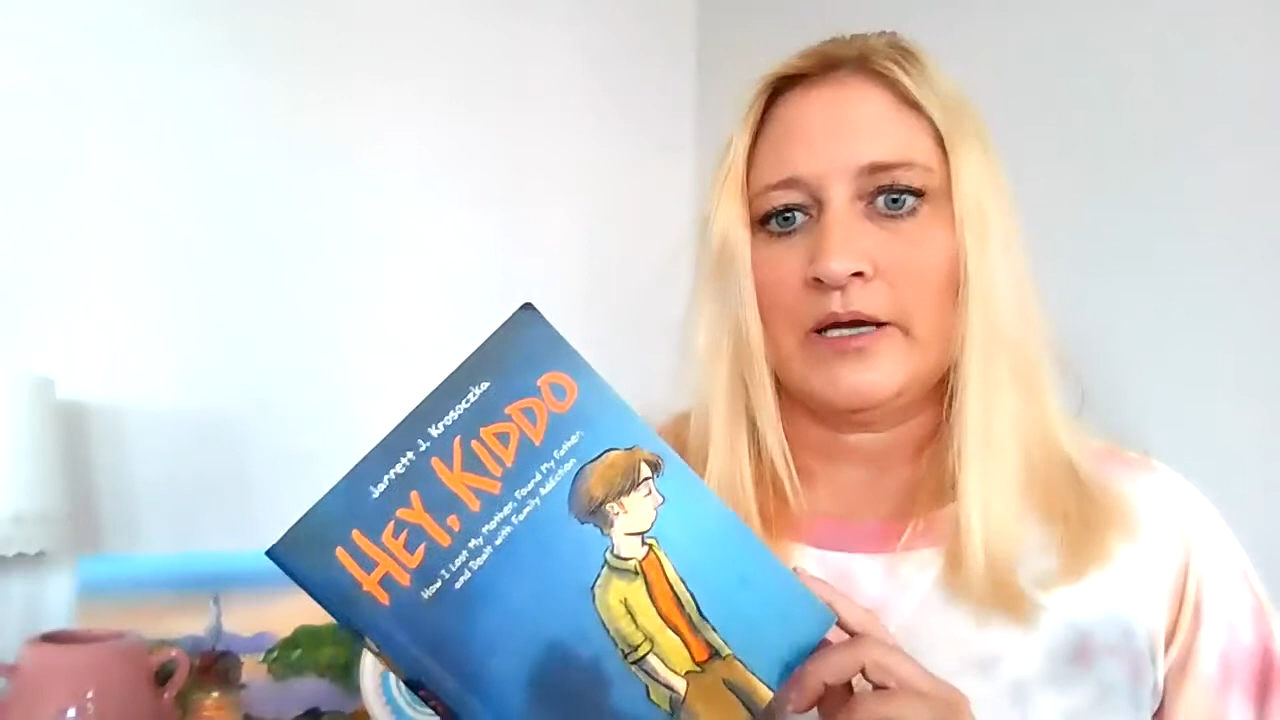 Jarrett J. Krosoczka
HEY, KIDDO
How I Lost My Mother, Found My Father,
and Dealt with Family Addiction